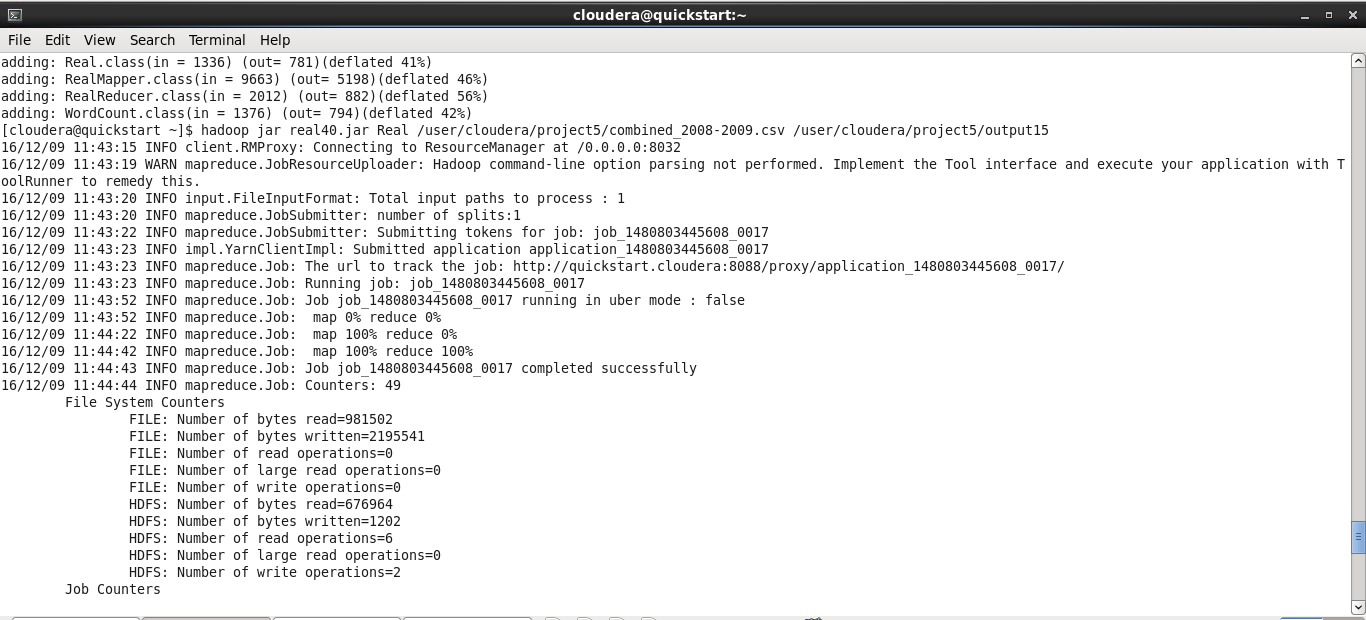 cloudera@quickstart:~
File Edit View Search Terminal Help
adding: Real.class(in = 1336) (out= 781)(deflated 41%)
adding: RealMapper.class(in = 9663) (out= 5198)(deflated 46%)
adding: RealReducer.class(in = 2012) (out= 882)(deflated 56%)
adding: WordCount.class(in = 1376) (out= 794)(deflated 42%)
[cloudera@quickstart ~]$ hadoop jar real40.jar Real /user/cloudera/project5/combined_2008-2009.csv /user/cloudera/project5/output15
16/12/09 11:43:15 INFO client.RMProxy: Connecting to ResourceManager at /0.0.0.0:8032
16/12/09 11:43:19 WARN mapreduce.JobResourceUploader: Hadoop command-line option parsing not performed. Implement the Tool interface and execute your application with T
oolRunner to remedy this.
16/12/09 11:43:20 INFO input.FileInputFormat: Total input paths to process : 1
16/12/09 11:43:20 INFO mapreduce.JobSubmitter: number of splits:1
16/12/09 11:43:22 INFO mapreduce.JobSubmitter: Submitting tokens for job: job_1480803445608_0017
16/12/09 11:43:23 INFO impl.YarnClientImpl: Submitted application application_1480803445608_0017
16/12/09 11:43:23 INFO mapreduce.Job: The url to track the job: http://quickstart.cloudera:8088/proxy/application_1480803445608_0017/
16/12/09 11:43:23 INFO mapreduce.Job: Running job: job_1480803445608_0017
16/12/09 11:43:52 INFO mapreduce.Job: Job job_1480803445608_0017 running in uber mode : false
16/12/09 11:43:52 INFO mapreduce.Job:  map 0% reduce 0%
16/12/09 11:44:22 INFO mapreduce.Job:  map 100% reduce 0%
16/12/09 11:44:42 INFO mapreduce.Job:  map 100% reduce 100%
16/12/09 11:44:43 INFO mapreduce.Job: Job job_1480803445608_0017 completed successfully
16/12/09 11:44:44 INFO mapreduce.Job: Counters: 49
File System Counters
FILE: Number of bytes read=981502
FILE: Number of bytes written=2195541
FILE: Number of read operations=0
FILE: Number of large read operations=0
FILE: Number of write operations=0
HDFS: Number of bytes read=676964
HDFS: Number of bytes written=1202
HDFS: Number of read operations=6
HDFS: Number of large read operations=0
HDFS: Number of write operations=2
Job Counters